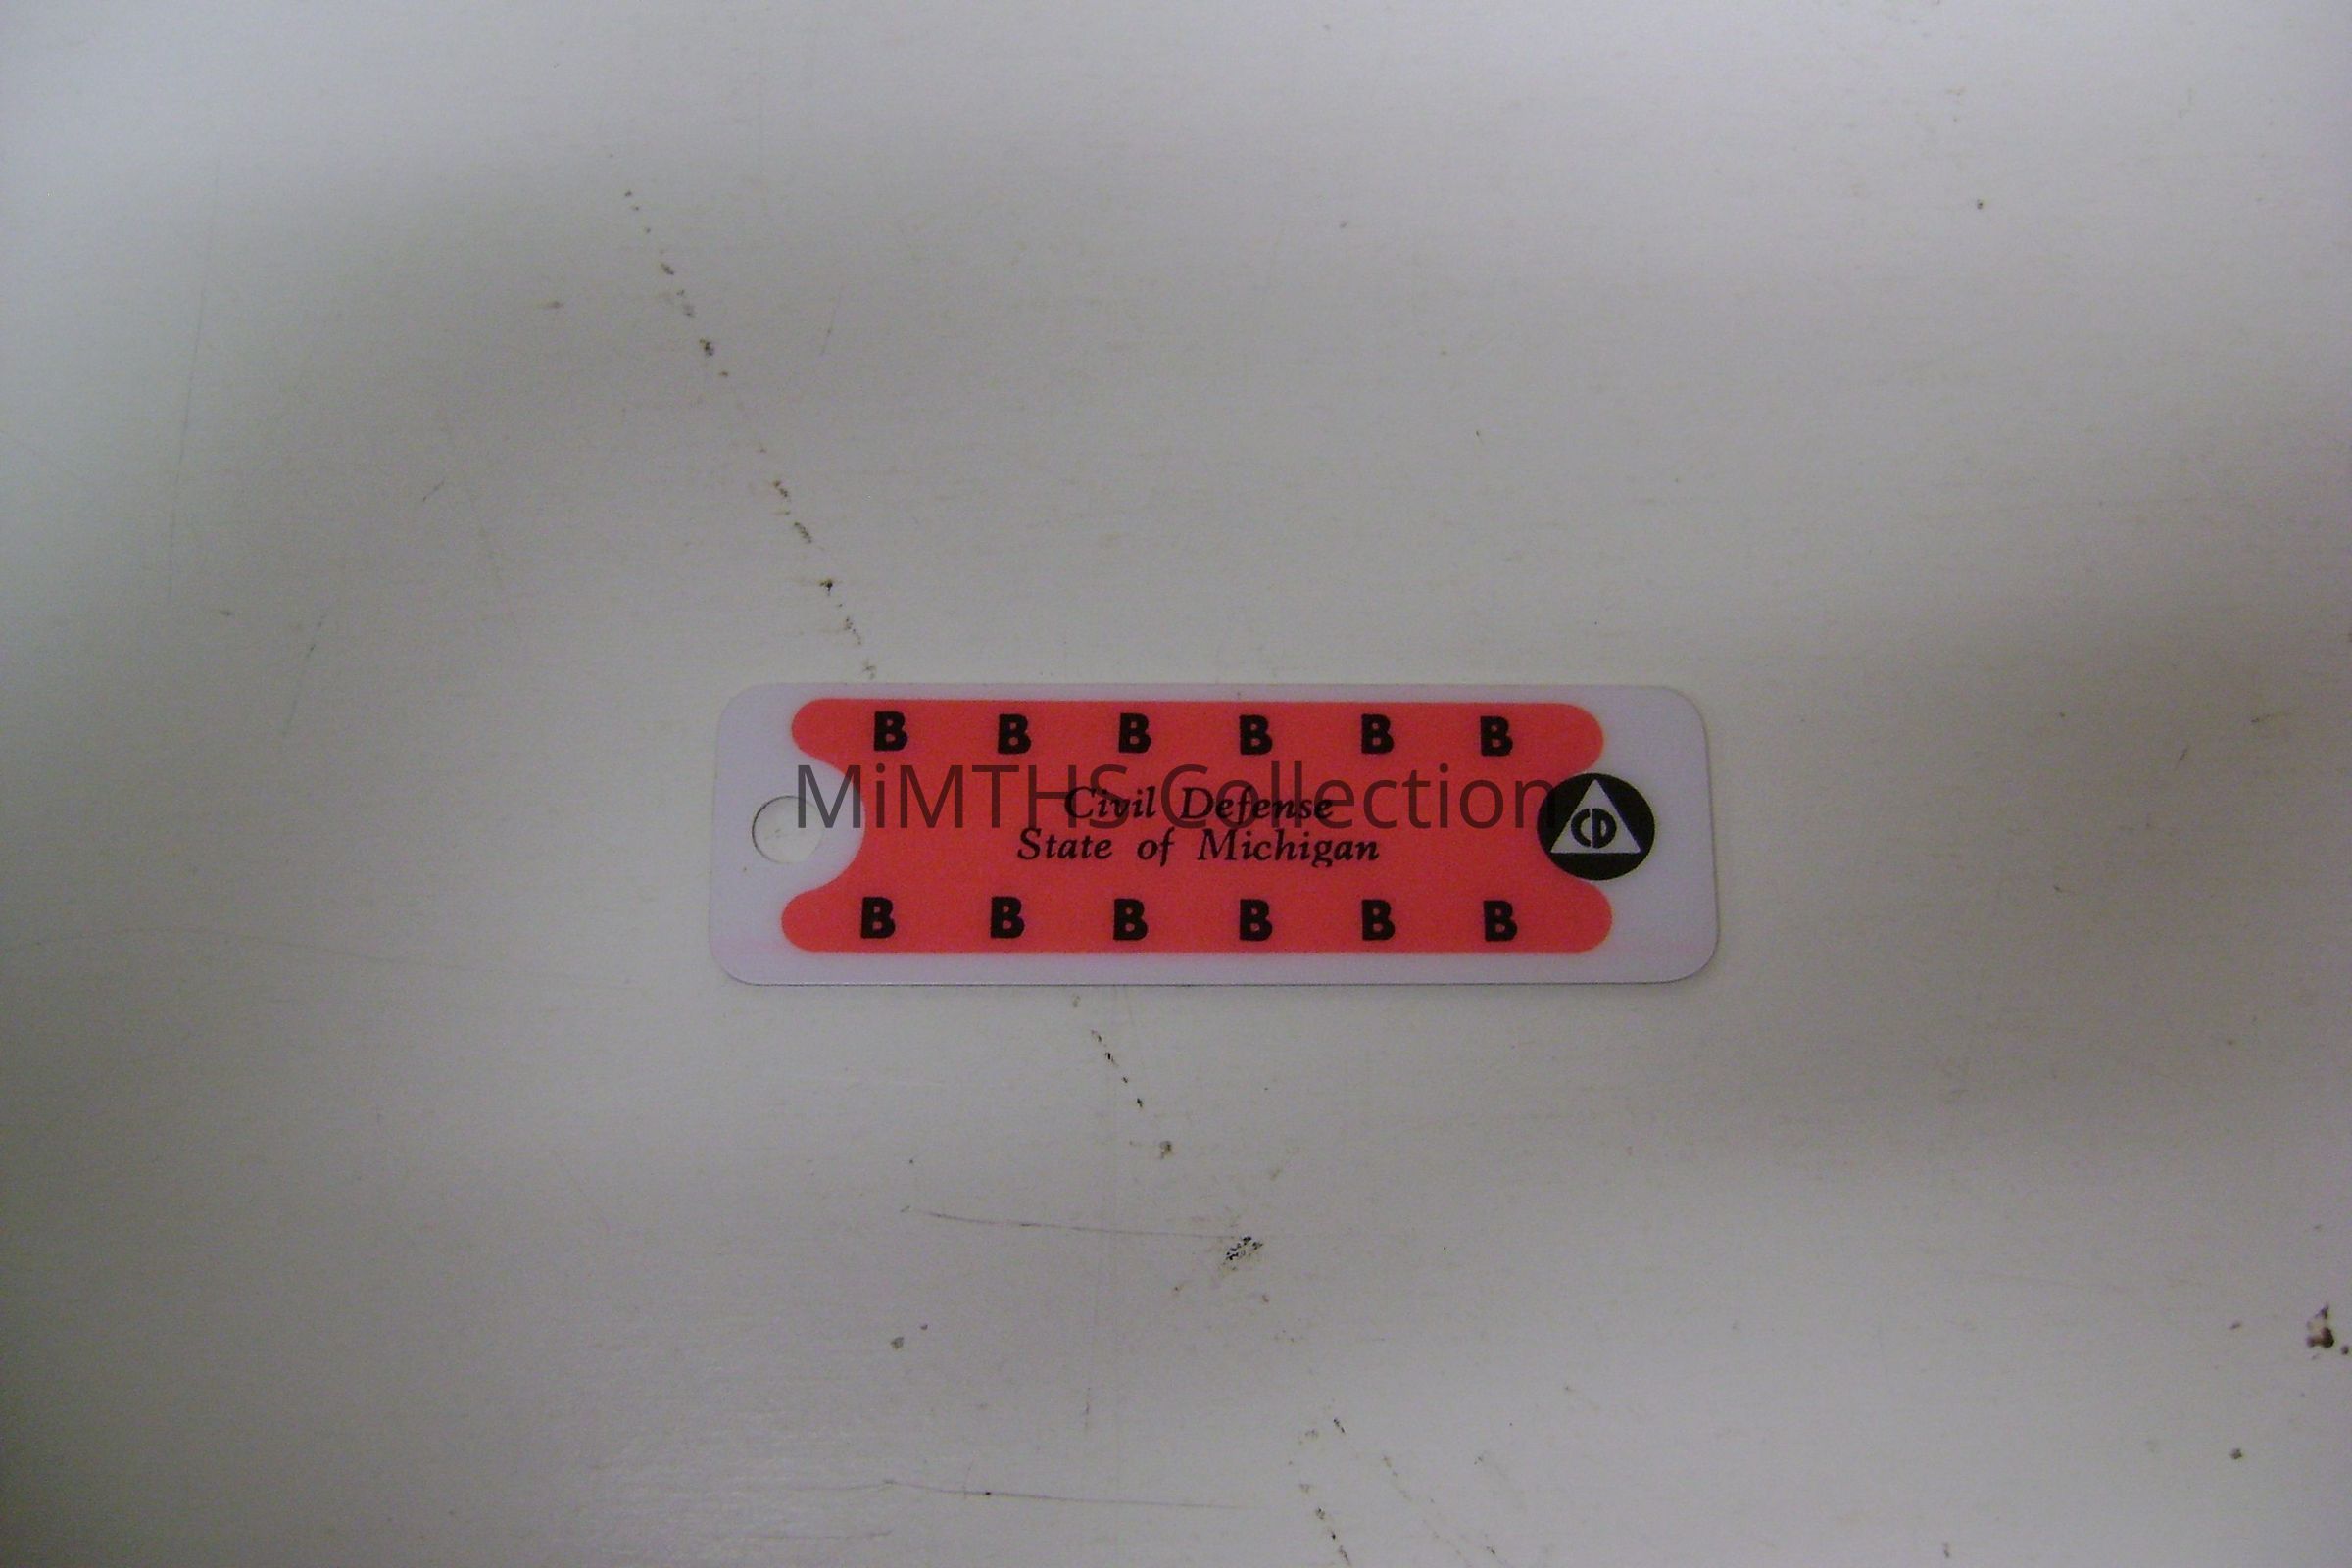 B B B B B B
MiMTHS Collection
Civil Defense
CD
State of Michigan
B B B B B B